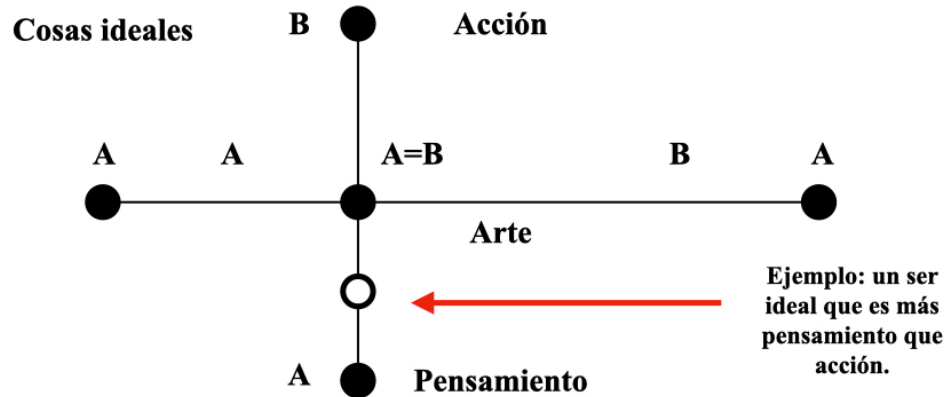 Cosas ideales
B
Acción
A
A
A=B
B
A
Arte
Ejemplo: un ser
ideal que es más
pensamiento que
acción.
A
Pensamiento